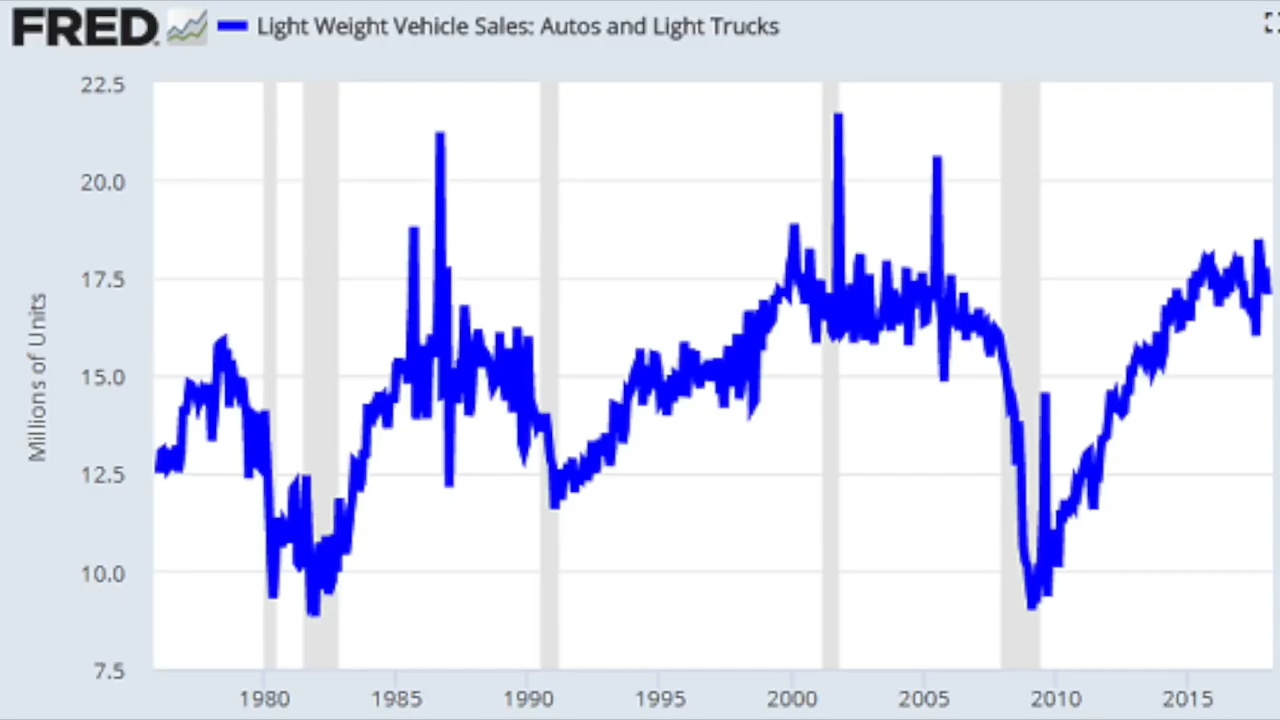 FRED Light Weight Vehicle Sales: Autos and Light Trucks
Millions of Units
22.5
20.0
17.5
15.0
12.5
10.0
7.5
1980 1985 1990 1995 2000 2005 2010 2015